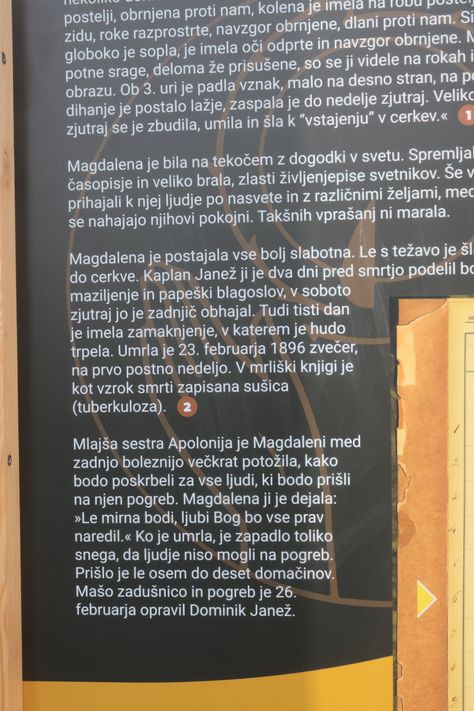 postelji, obrnjena proti nam, kolena je imela na robu
zidu, roke razprostrte, navzgor obrnjene, dlani proti nam.
globoko je sopla, je imela oči odprte in navzgor obrnjene.
potne srage, deloma že prisušene, so se ji videle na rokah
obrazu. Ob 3. uri je padla vznak, malo na desno stran, na
dihanje je postalo lažje, zaspala je do nedelje zjutraj.
zjutraj se je zbudila, umila in šla k "vstajenju" v cerkev.« 1
Magdalena je bila na tekočem z dogodki v svetu.
časopisje in veliko brala, zlasti življenjepise svetnikov. Še
prihajali k njej ljudje po nasvete in z različnimi željami,
se nahajajo njihovi pokojni. Takšnih vprašanj ni marala.
Magdalena je postajala vse bolj slabotna. Le s težavo je
do cerkve. Kaplan Janež ji je dva dni pred smrtjo podelil
maziljenje in papeški blagoslov, v soboto
zjutraj jo je zadnjič obhajal. Tudi tisti dan
je imela zamaknjenje, v katerem je hudo
trpela. Umrla je 23. februarja 1896 zvečer,
na prvo postno nedeljo. V mrliški knjigi je
kot vzrok smrti zapisana sušica
(tuberkuloza). 2
Mlajša sestra Apolonija je Magdaleni med
zadnjo boleznijo večkrat potožila, kako
bodo poskrbeli za vse ljudi, ki bodo prišli
na njen pogreb. Magdalena ji je dejala:
»Le mirna bodi, ljubi Bog bo vse prav
naredil.« Ko je umrla, je zapadlo toliko
snega, da ljudje niso mogli na pogreb.
Prišlo je le osem do deset domačinov.
Mašo zadušnico in pogreb je 26.
februarja opravil Dominik Janež.